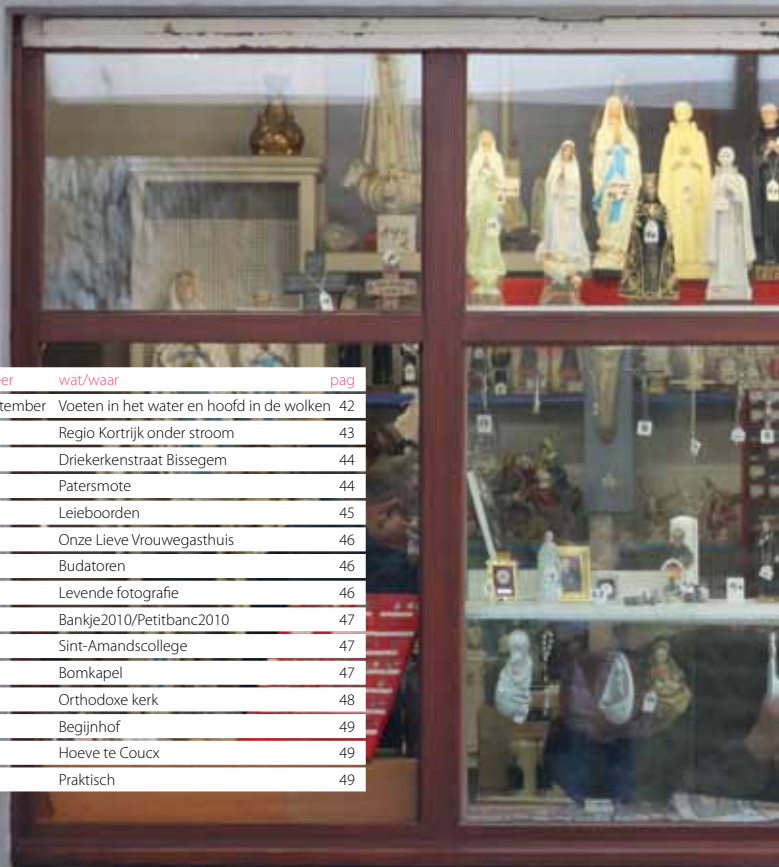 eer wat/waar pag
tember Voeten in het water en hoofd in de wolken 42
Regio Kortrijk onder stroom 43
Driekerkenstraat Bissegem 44
Patersmote 44
Leieboorden 45
Onze Lieve Vrouwegasthuis 46
Budatoren 46
Levende fotografie 46
Bankje2010/Petitbanc2010 47
Sint-Amandscollege 47
Bomkapel 47
Orthodoxe kerk 48
Begijnhof 49
Hoeve te Coucx 49
Praktisch 49